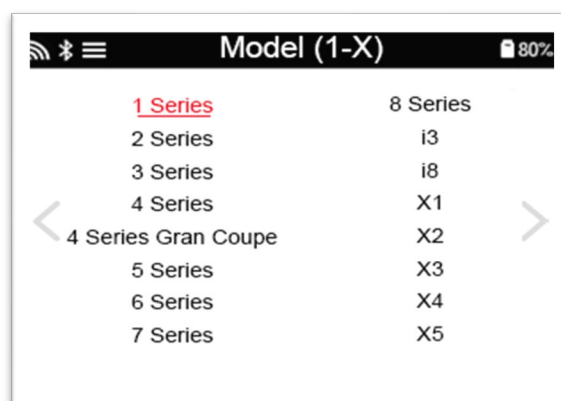 Model (1-X)
80%
1 Series
2 Series
3 Series
4 Series
4 Series Gran Coupe
5 Series
6 Series
7 Series
8 Series
i3
i8
X1
X2
X3
X4
X5